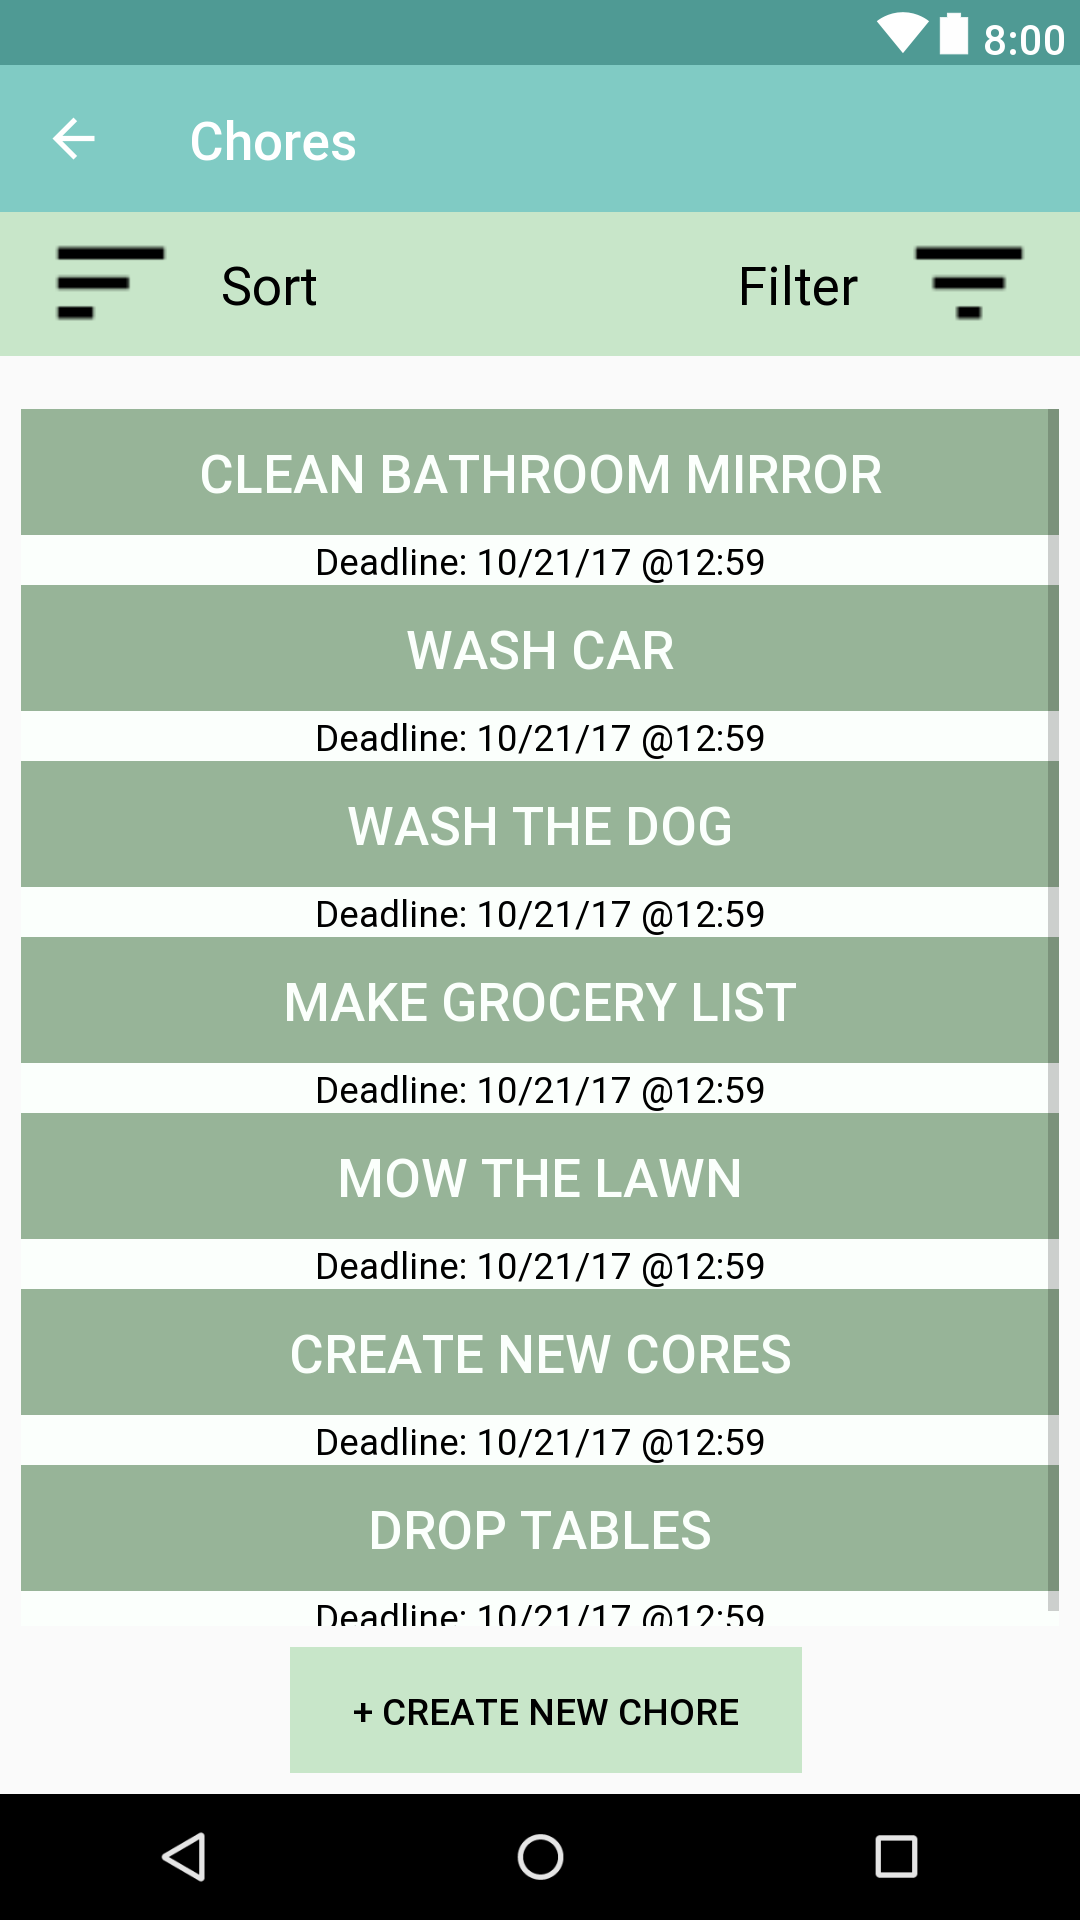 8:00
Chores
Sort
Filter
CLEAN BATHROOM MIRROR
Deadline: 10/21/17 @12:59
WASH CAR
Deadline: 10/21/17 @12:59
WASH THE DOG
Deadline: 10/21/17 @12:59
MAKE GROCERY LIST
Deadline: 10/21/17 @12:59
MOW THE LAWN
Deadline: 10/21/17 @12:59
CREATE NEW CORES
Deadline: 10/21/17 @12:59
DROP TABLES
Deadline: 10/21/17 @12:59
+ CREATE NEW CHORE